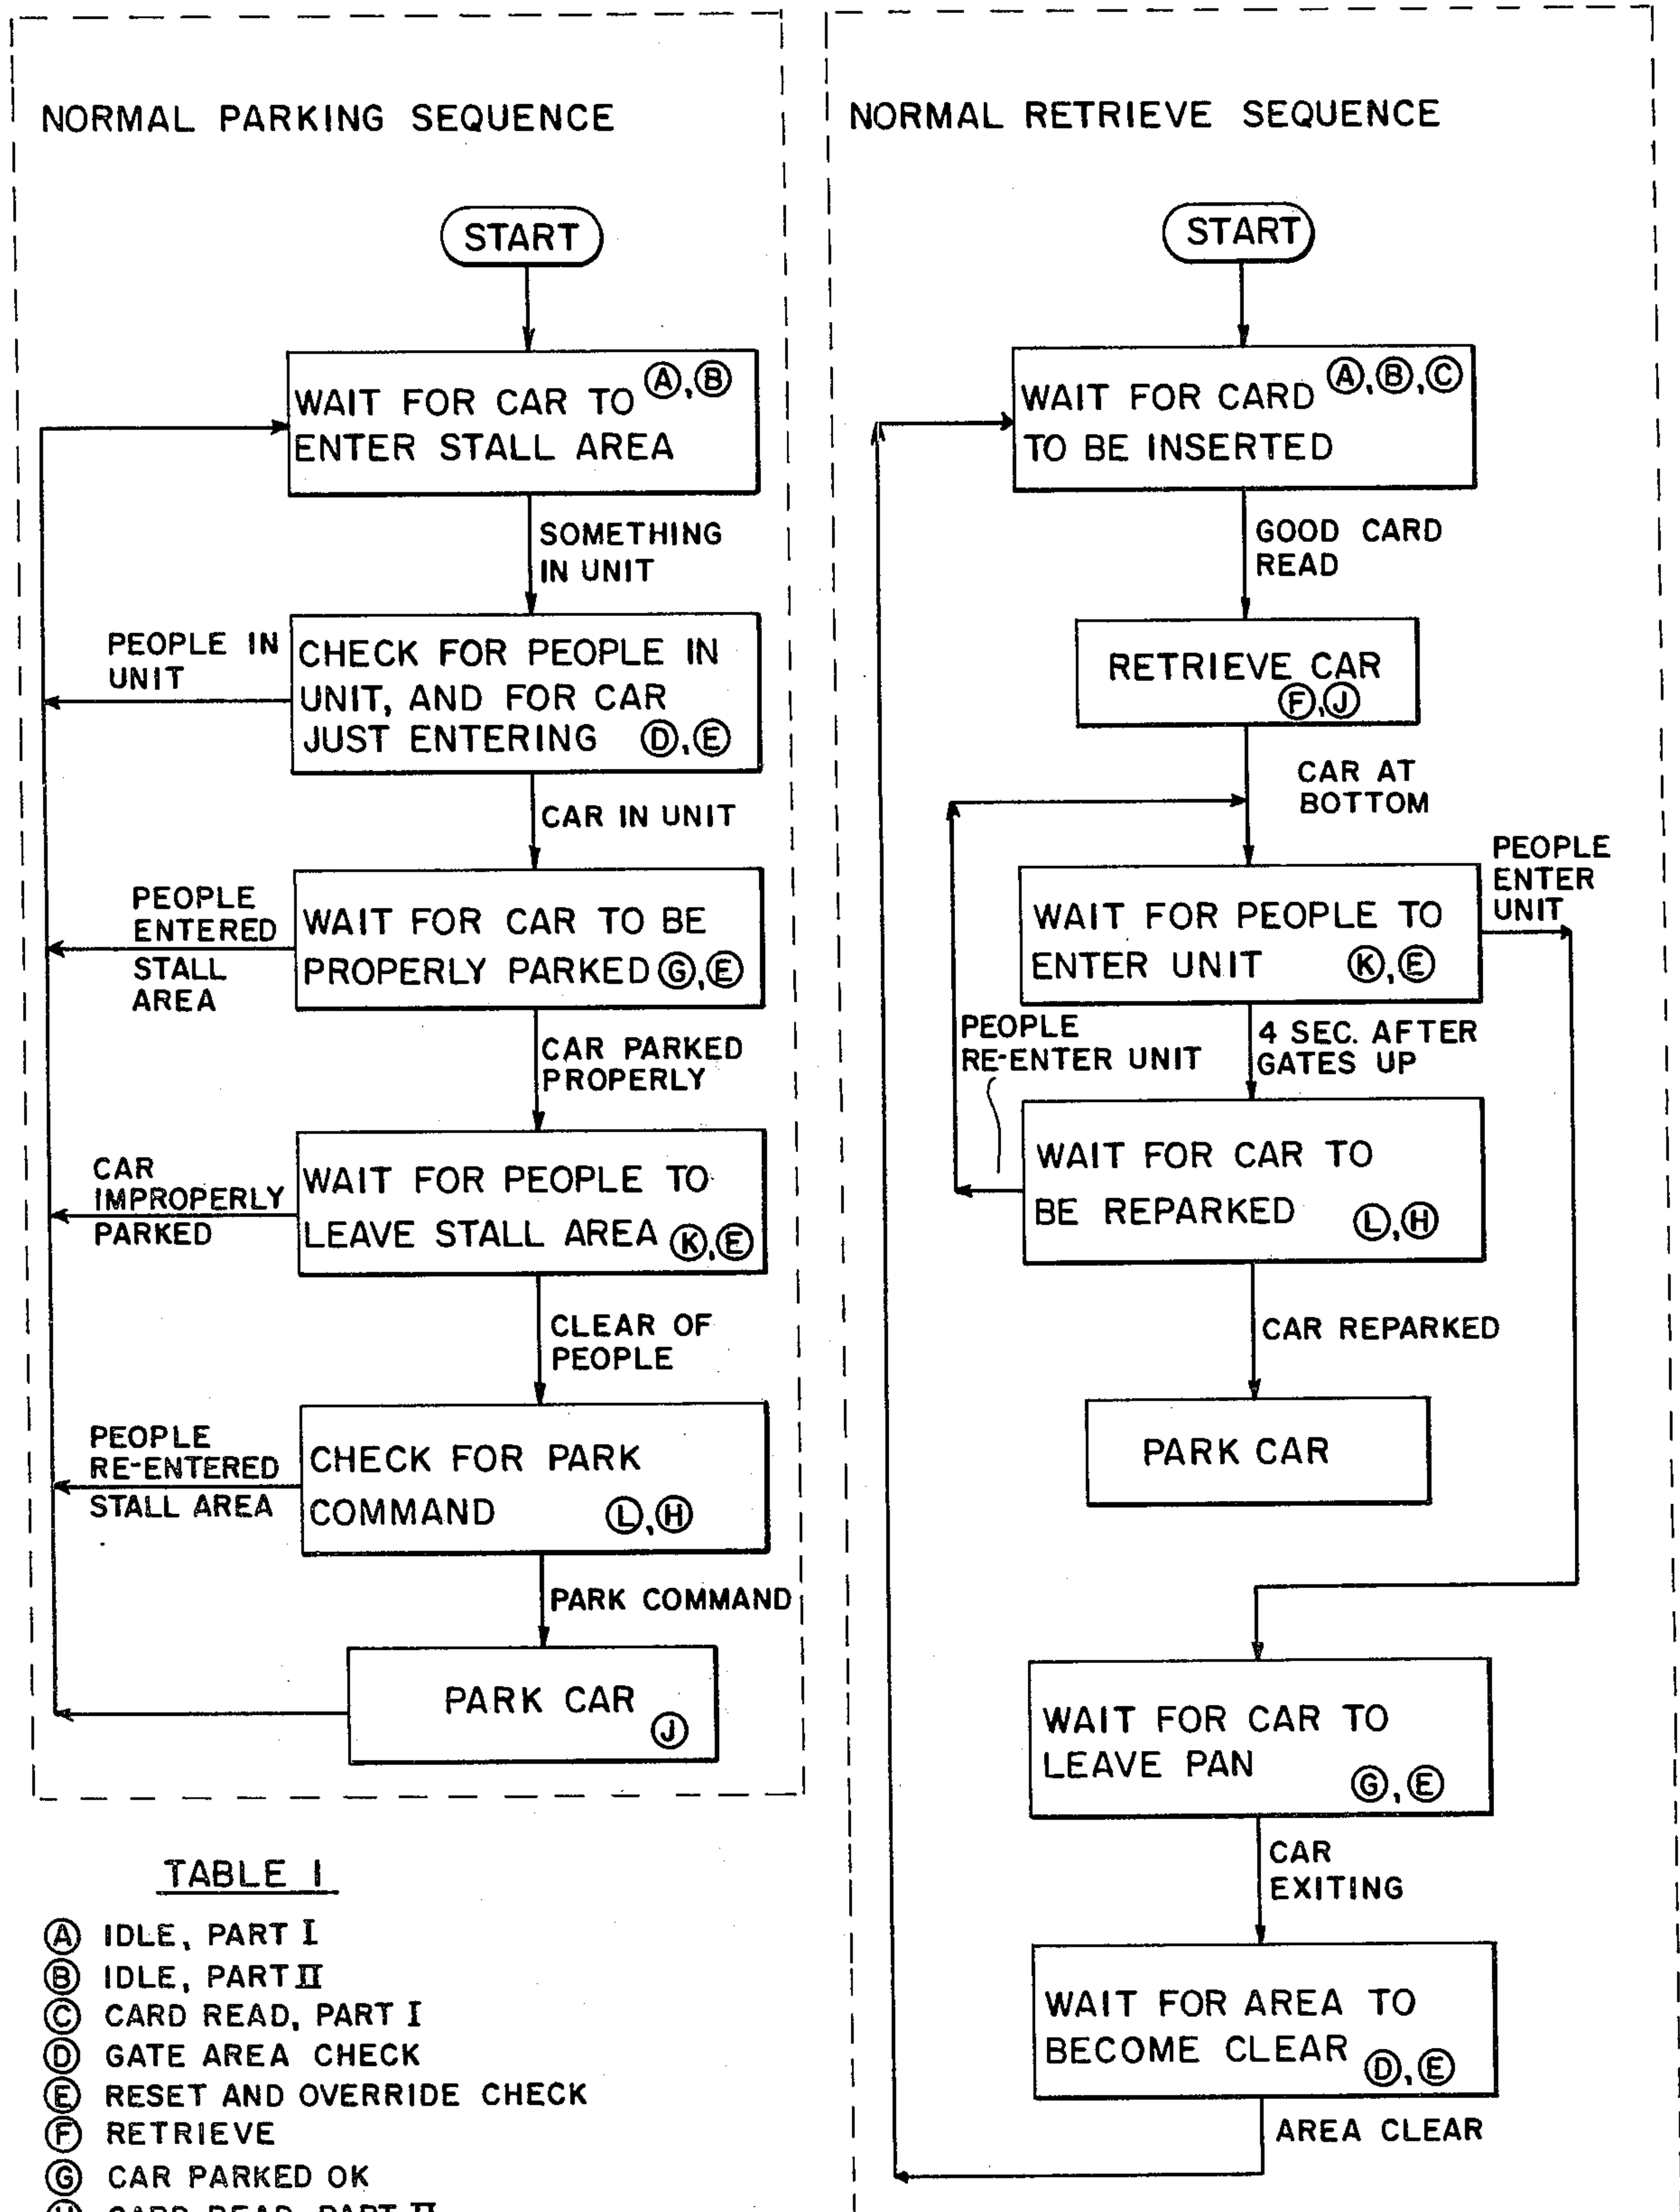 NORMAL PARKING SEQUENCE
START
WAIT FOR CAR TO Ⓐ,Ⓑ
ENTER STALL AREA
SOMETHING
IN UNIT
PEOPLE IN
UNIT
CHECK FOR PEOPLE IN
UNIT, AND FOR CAR
JUST ENTERING Ⓓ,Ⓔ
CAR IN UNIT
PEOPLE
ENTERED
STALL
AREA
WAIT FOR CAR TO BE
PROPERLY PARKED Ⓖ,Ⓔ
CAR PARKED
PROPERLY
CAR
IMPROPERLY
PARKED
WAIT FOR PEOPLE TO
LEAVE STALL AREA Ⓚ,Ⓔ
CLEAR OF
PEOPLE
PEOPLE
RE-ENTERED
STALL AREA
CHECK FOR PARK
COMMAND Ⓛ,Ⓗ
PARK COMMAND
PARK CAR
Ⓙ
TABLE I
Ⓐ IDLE, PART I
Ⓑ IDLE, PART II
Ⓒ CARD READ, PART I
Ⓓ GATE AREA CHECK
Ⓔ RESET AND OVERRIDE CHECK
Ⓕ RETRIEVE
Ⓖ CAR PARKED OK
Ⓗ CARD READ, PART II
NORMAL RETRIEVE SEQUENCE
START
WAIT FOR CARD Ⓐ,Ⓑ,Ⓒ
TO BE INSERTED
GOOD CARD
READ
RETRIEVE CAR
Ⓕ,Ⓙ
CAR AT
BOTTOM
PEOPLE
ENTER
UNIT
WAIT FOR PEOPLE TO
ENTER UNIT Ⓚ,Ⓔ
PEOPLE
RE-ENTER UNIT
4 SEC. AFTER
GATES UP
WAIT FOR CAR TO
BE REPARKED Ⓛ,Ⓗ
CAR REPARKED
PARK CAR
WAIT FOR CAR TO
LEAVE PAN
Ⓖ,Ⓔ
CAR
EXITING
WAIT FOR AREA TO
BECOME CLEAR Ⓓ,Ⓔ
AREA CLEAR